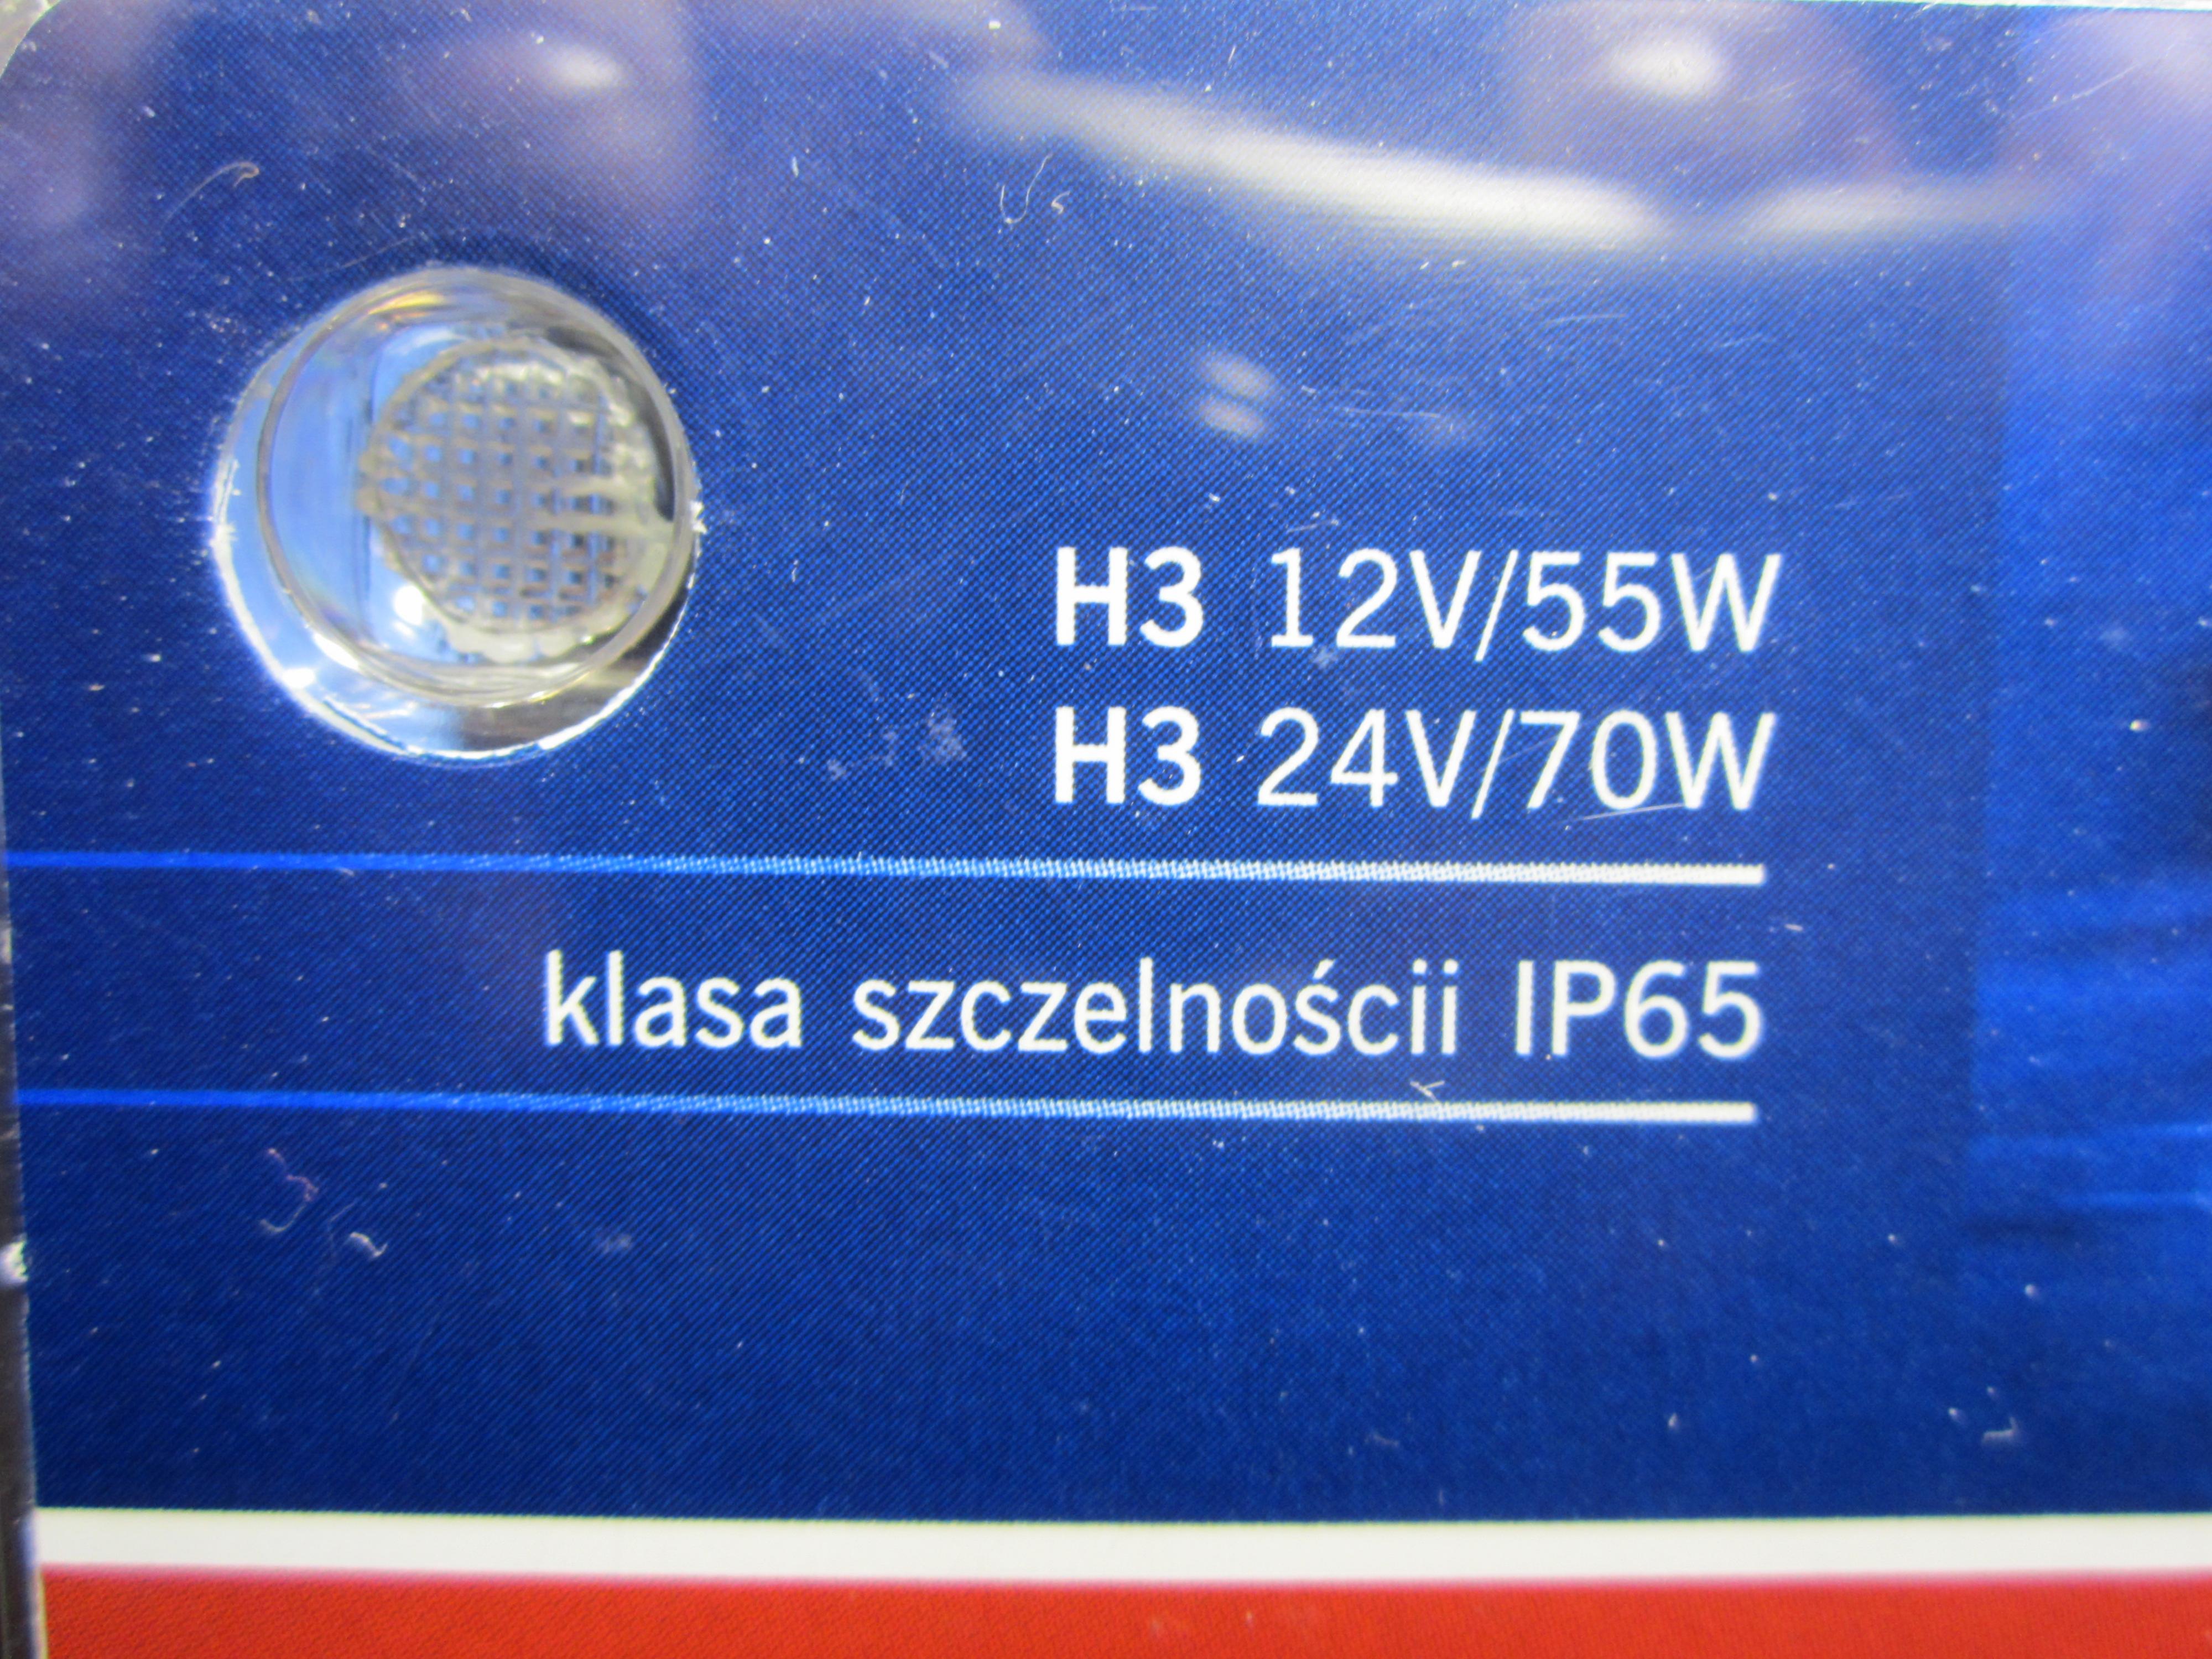 H3 12V/55W
H3 24V/70W
klasa szczelnościi IP65